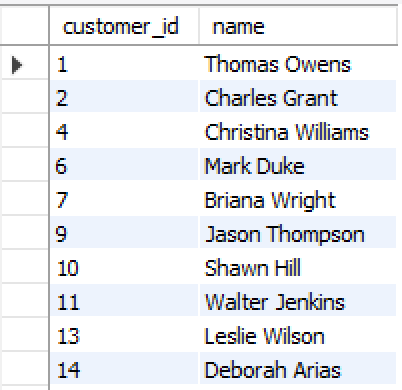 customer_id name
1 Thomas Owens
2 Charles Grant
4 Christina Williams
6 Mark Duke
7 Briana Wright
9 Jason Thompson
10 Shawn Hill
11 Walter Jenkins
13 Leslie Wilson
14 Deborah Arias